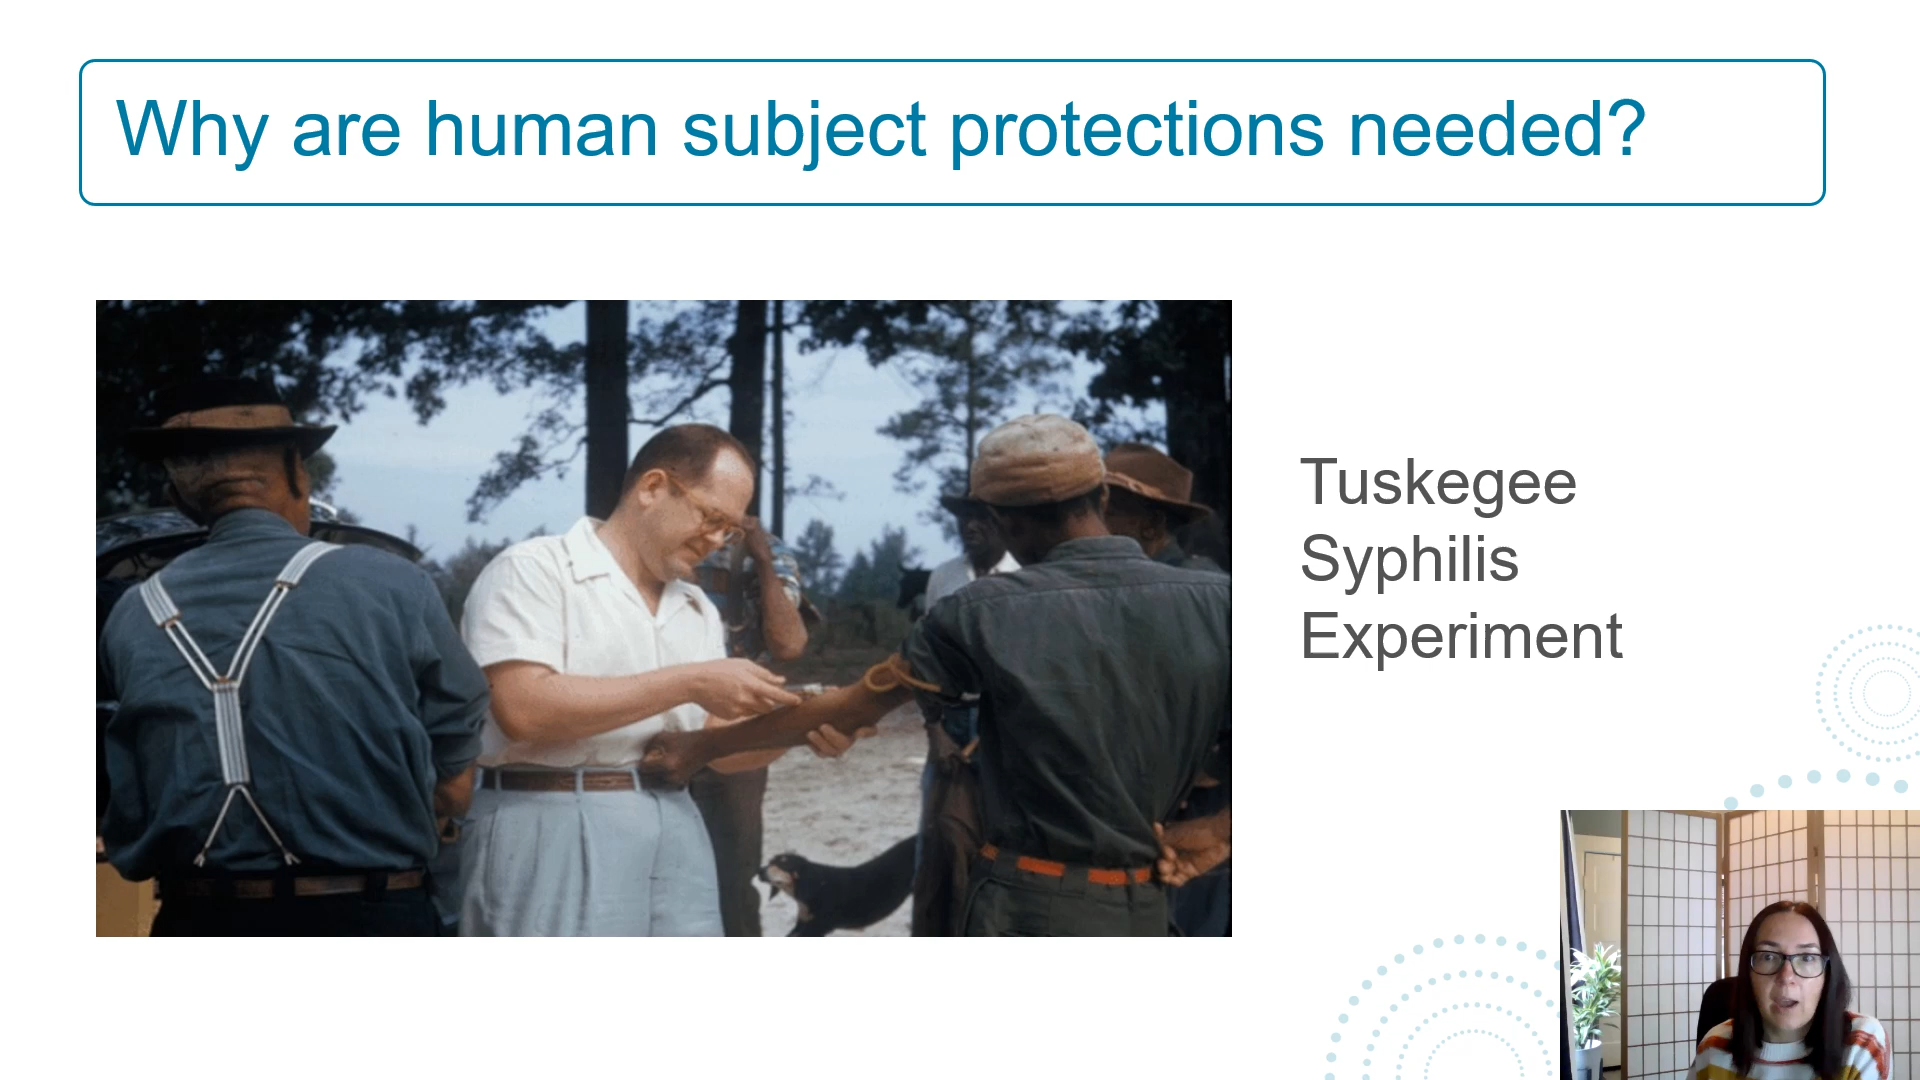 Why are human subject protections needed?
Tuskegee
Syphilis
Experiment